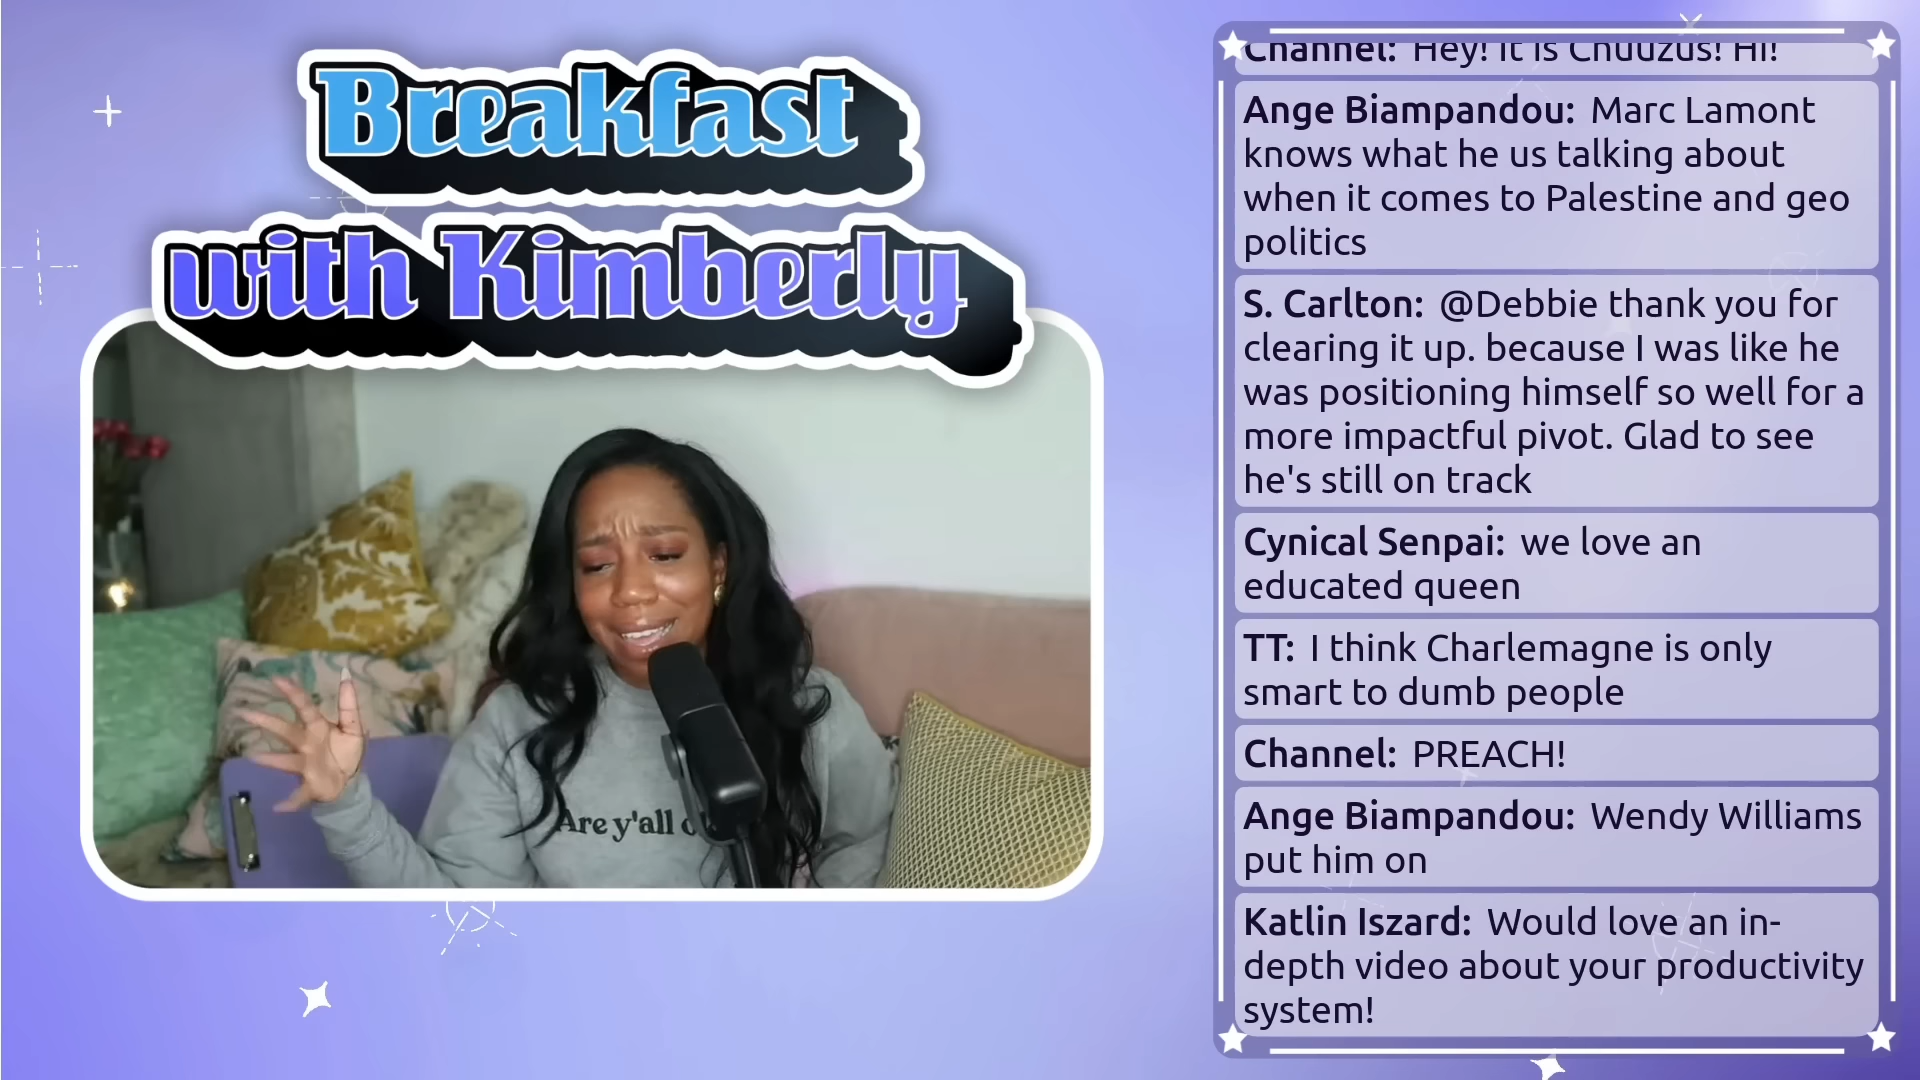 Breakfast
with Kimberly
Are y'all
Channel: Hey! It is Chuuzus! Hi!
Ange Biampandou: Marc Lamont
knows what he us talking about
when it comes to Palestine and geo
politics
S. Carlton: @Debbie thank you for
clearing it up. because I was like he
was positioning himself so well for a
more impactful pivot. Glad to see
he's still on track
Cynical Senpai: we love an
educated queen
TT: I think Charlemagne is only
smart to dumb people
Channel: PREACH!
Ange Biampandou: Wendy Williams
put him on
Katlin Iszard: Would love an in-
depth video about your productivity
system!